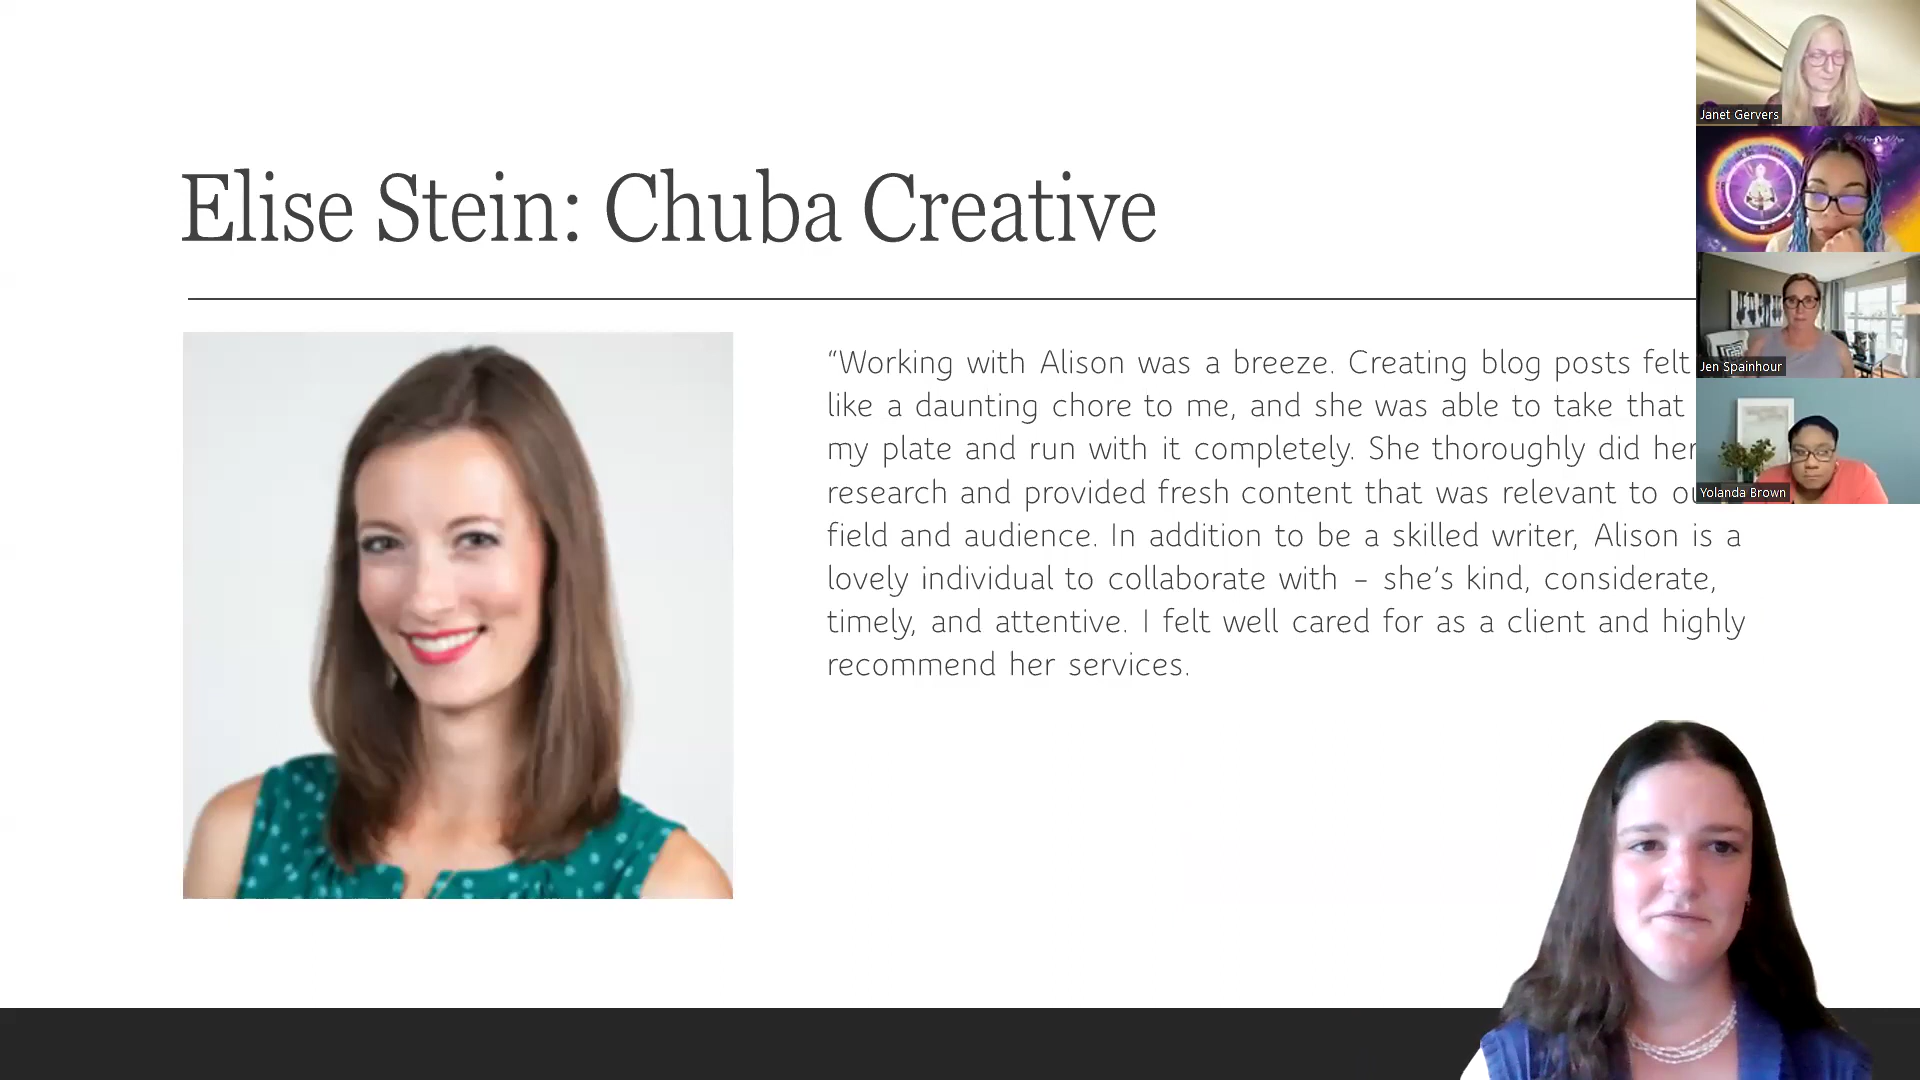 Elise Stein: Chuba Creative
“Working with Alison was a breeze. Creating blog posts felt
like a daunting chore to me, and she was able to take that
my plate and run with it completely. She thoroughly did her
research and provided fresh content that was relevant to
field and audience. In addition to be a skilled writer, Alison is a
lovely individual to collaborate with – she’s kind, considerate,
timely, and attentive. I felt well cared for as a client and highly
recommend her services.
Janet Gervers
Jen Spainhour
Yolanda Brown